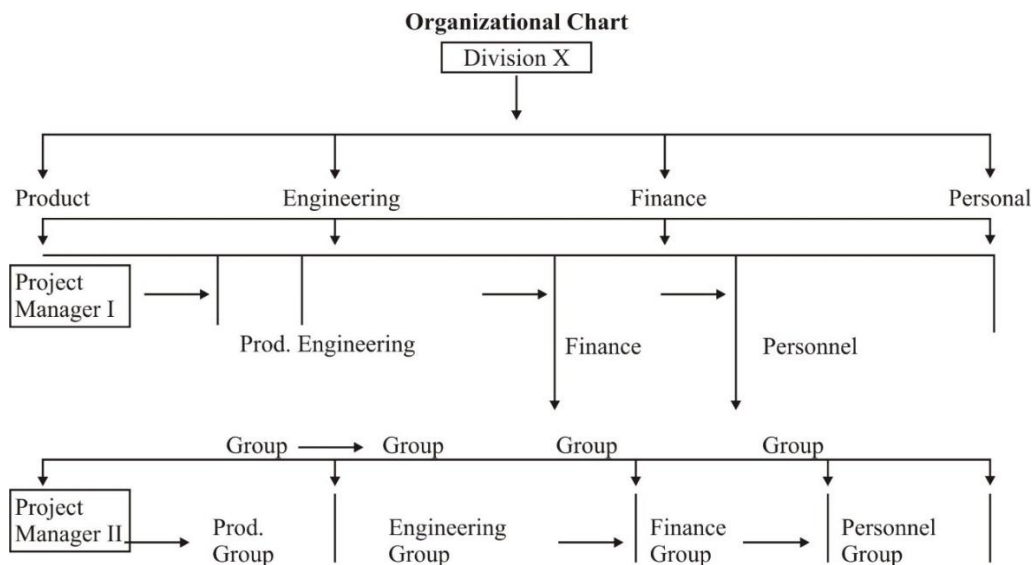 Organizational Chart
Division X
Product Engineering Finance Personal
Project
Manager I
Prod. Engineering Finance Personnel
Group Group Group Group
Project
Manager II
Prod.
Group
Engineering
Group
Finance
Group
Personnel
Group